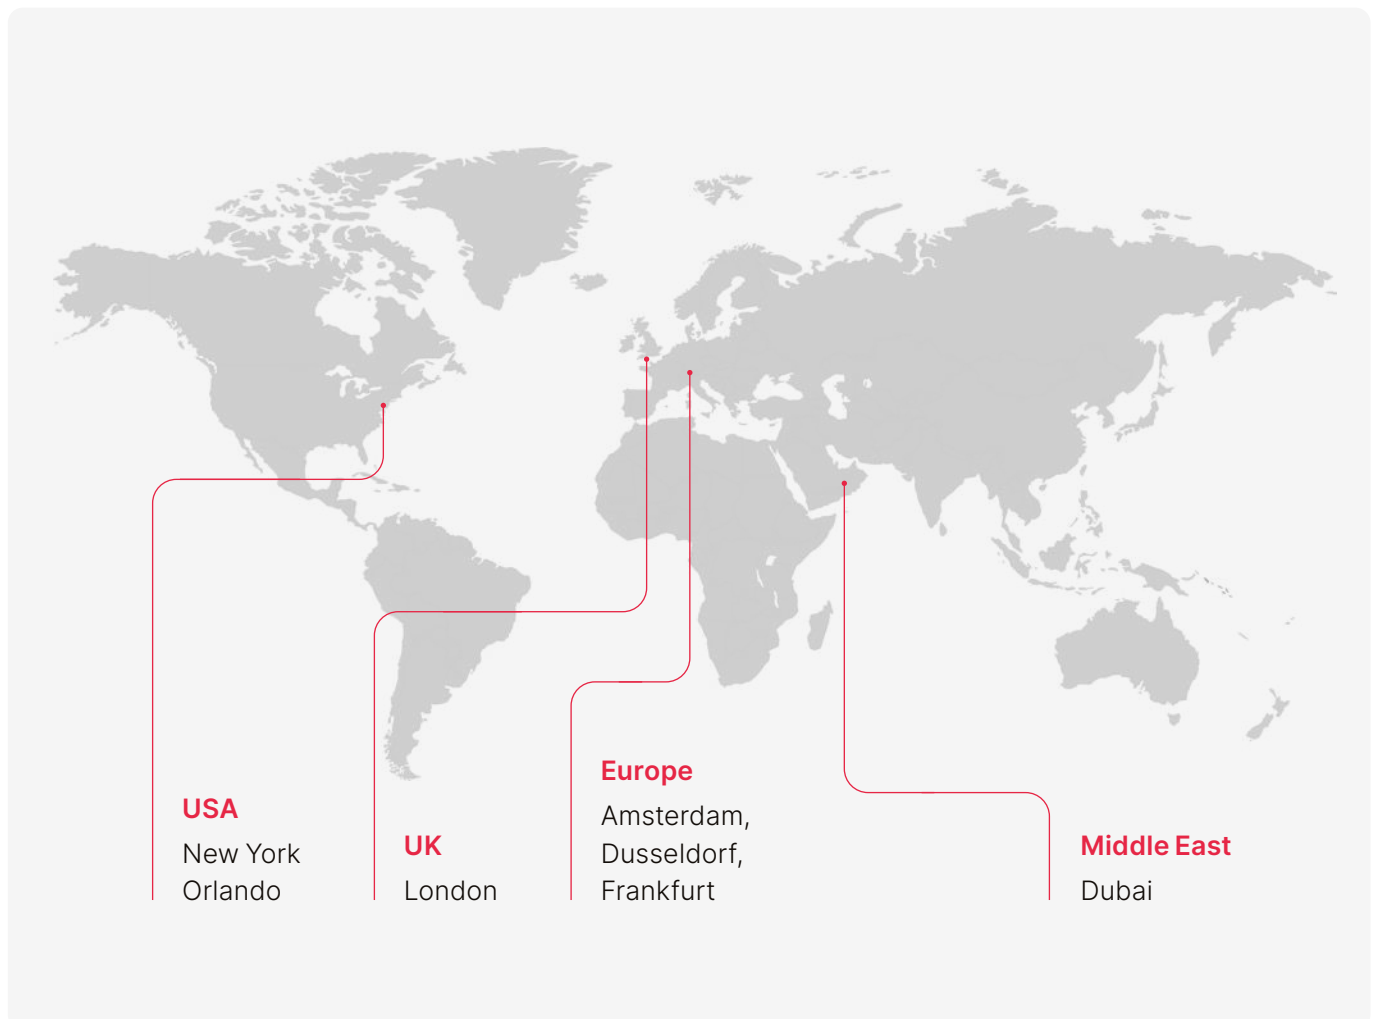 USA
New York
Orlando
UK
London
Europe
Amsterdam,
Dusseldorf,
Frankfurt
Middle East
Dubai